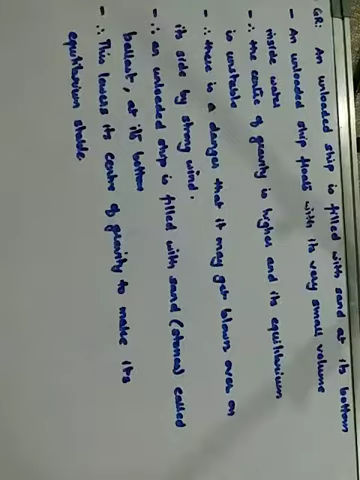 GR: An unloaded ship is filled with sand at its bottom
- An unloaded ship floats with its very small volume
inside water
- ∴ the centre of gravity is higher and its equilibrium
is unstable
- ∴ there is a danger that it may get blown over on
its side by strong wind.
- ∴ an unloaded ship is filled with sand (stones) called
ballast, at its bottom
- ∴ This lowers its centre of gravity to make its
equilibrium stable